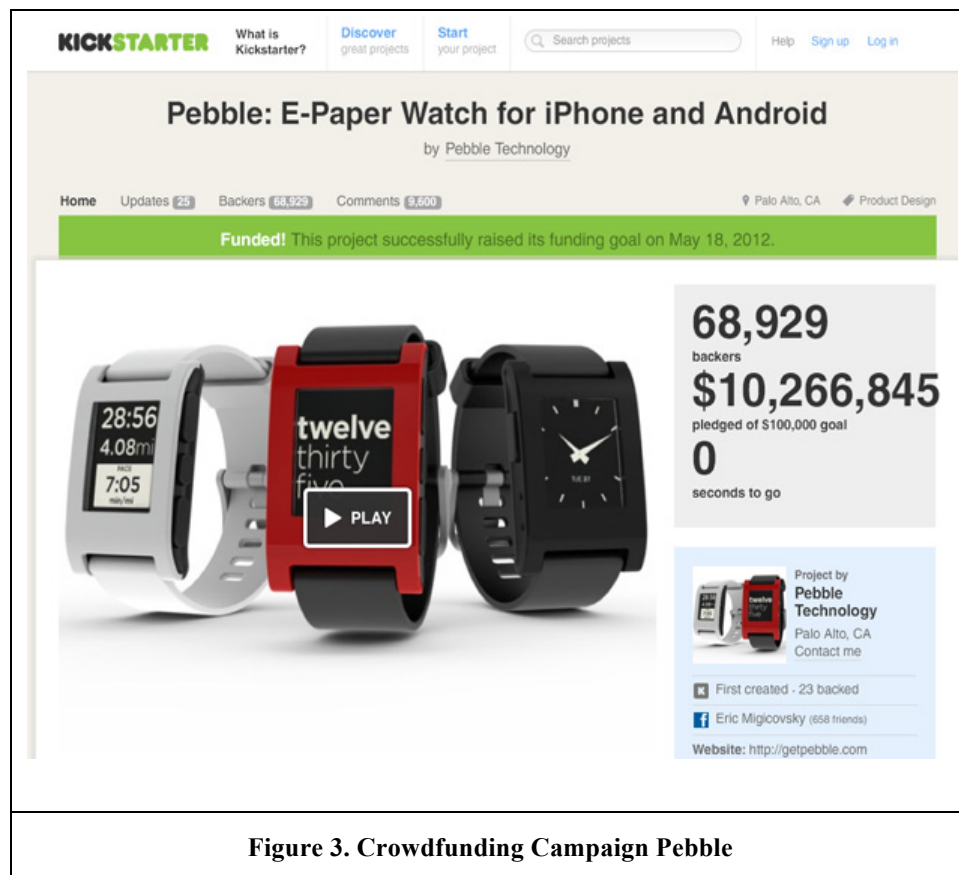 KICKSTARTER
What is
Kickstarter?
Discover
great projects
Start
your project
Search projects
Help Sign up Log in
Pebble: E-Paper Watch for iPhone and Android
by Pebble Technology
Home Updates 25 Backers 68,929 Comments 9,600 Palo Alto, CA Product Design
Funded! This project successfully raised its funding goal on May 18, 2012.
28:56
4.08mi
PACE
7:05
min/mi
twelve
thirty
five
PLAY
68,929
backers
$10,266,845
pledged of $100,000 goal
0
seconds to go
Project by
Pebble
Technology
Palo Alto, CA
Contact me
First created · 23 backed
Eric Migicovsky (658 friends)
Website: http://getpebble.com
Figure 3. Crowdfunding Campaign Pebble